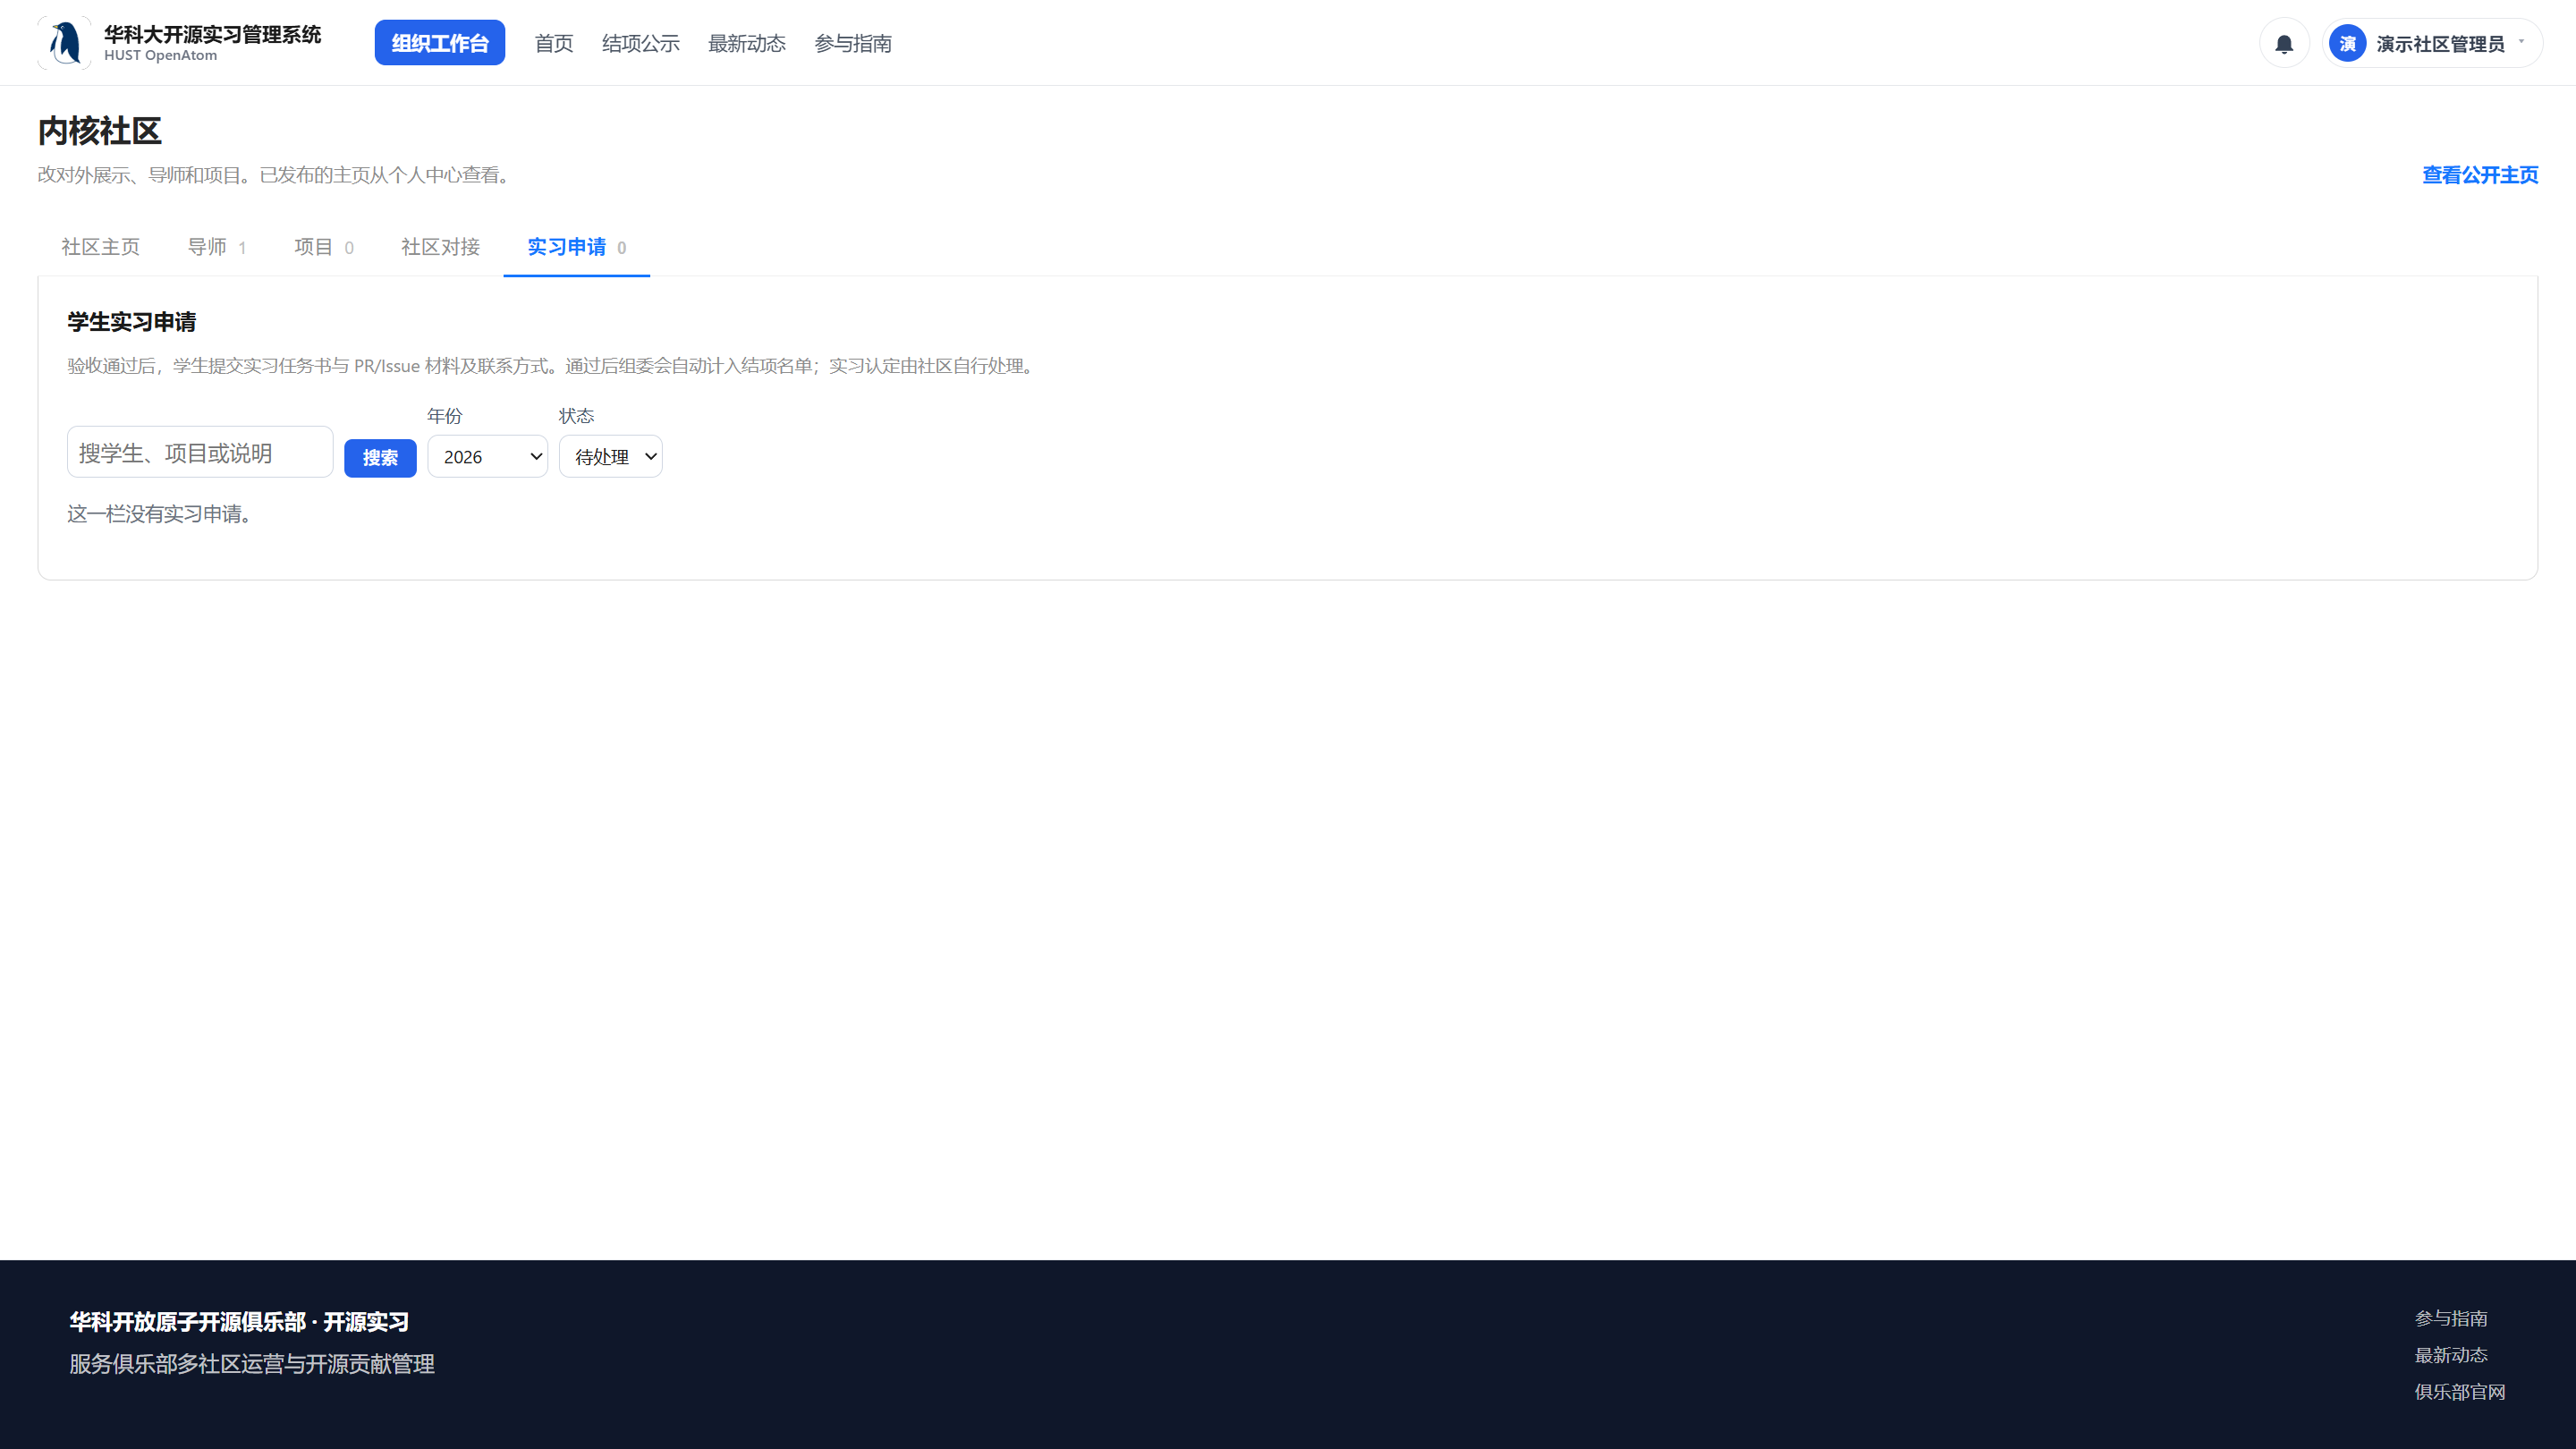 华科大开源实习管理系统
HUST OpenAtom
组织工作台 首页 结项公示 最新动态 参与指南
演 演示社区管理员
内核社区
改对外展示、导师和项目。已发布的主页从个人中心查看。
查看公开主页
社区主页 导师 1 项目 0 社区对接 实习申请 0
学生实习申请
验收通过后，学生提交实习任务书与 PR/Issue 材料及联系方式。通过后组委会自动计入结项名单；实习认定由社区自行处理。
年份 状态
搜学生、项目或说明 搜索 2026 待处理
这一栏没有实习申请。
华科开放原子开源俱乐部 · 开源实习
服务俱乐部多社区运营与开源贡献管理
参与指南
最新动态
俱乐部官网